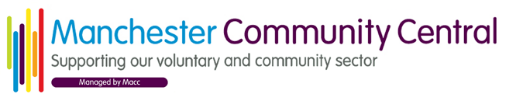 Manchester Community Central
Supporting our voluntary and community sector
Managed by Macc